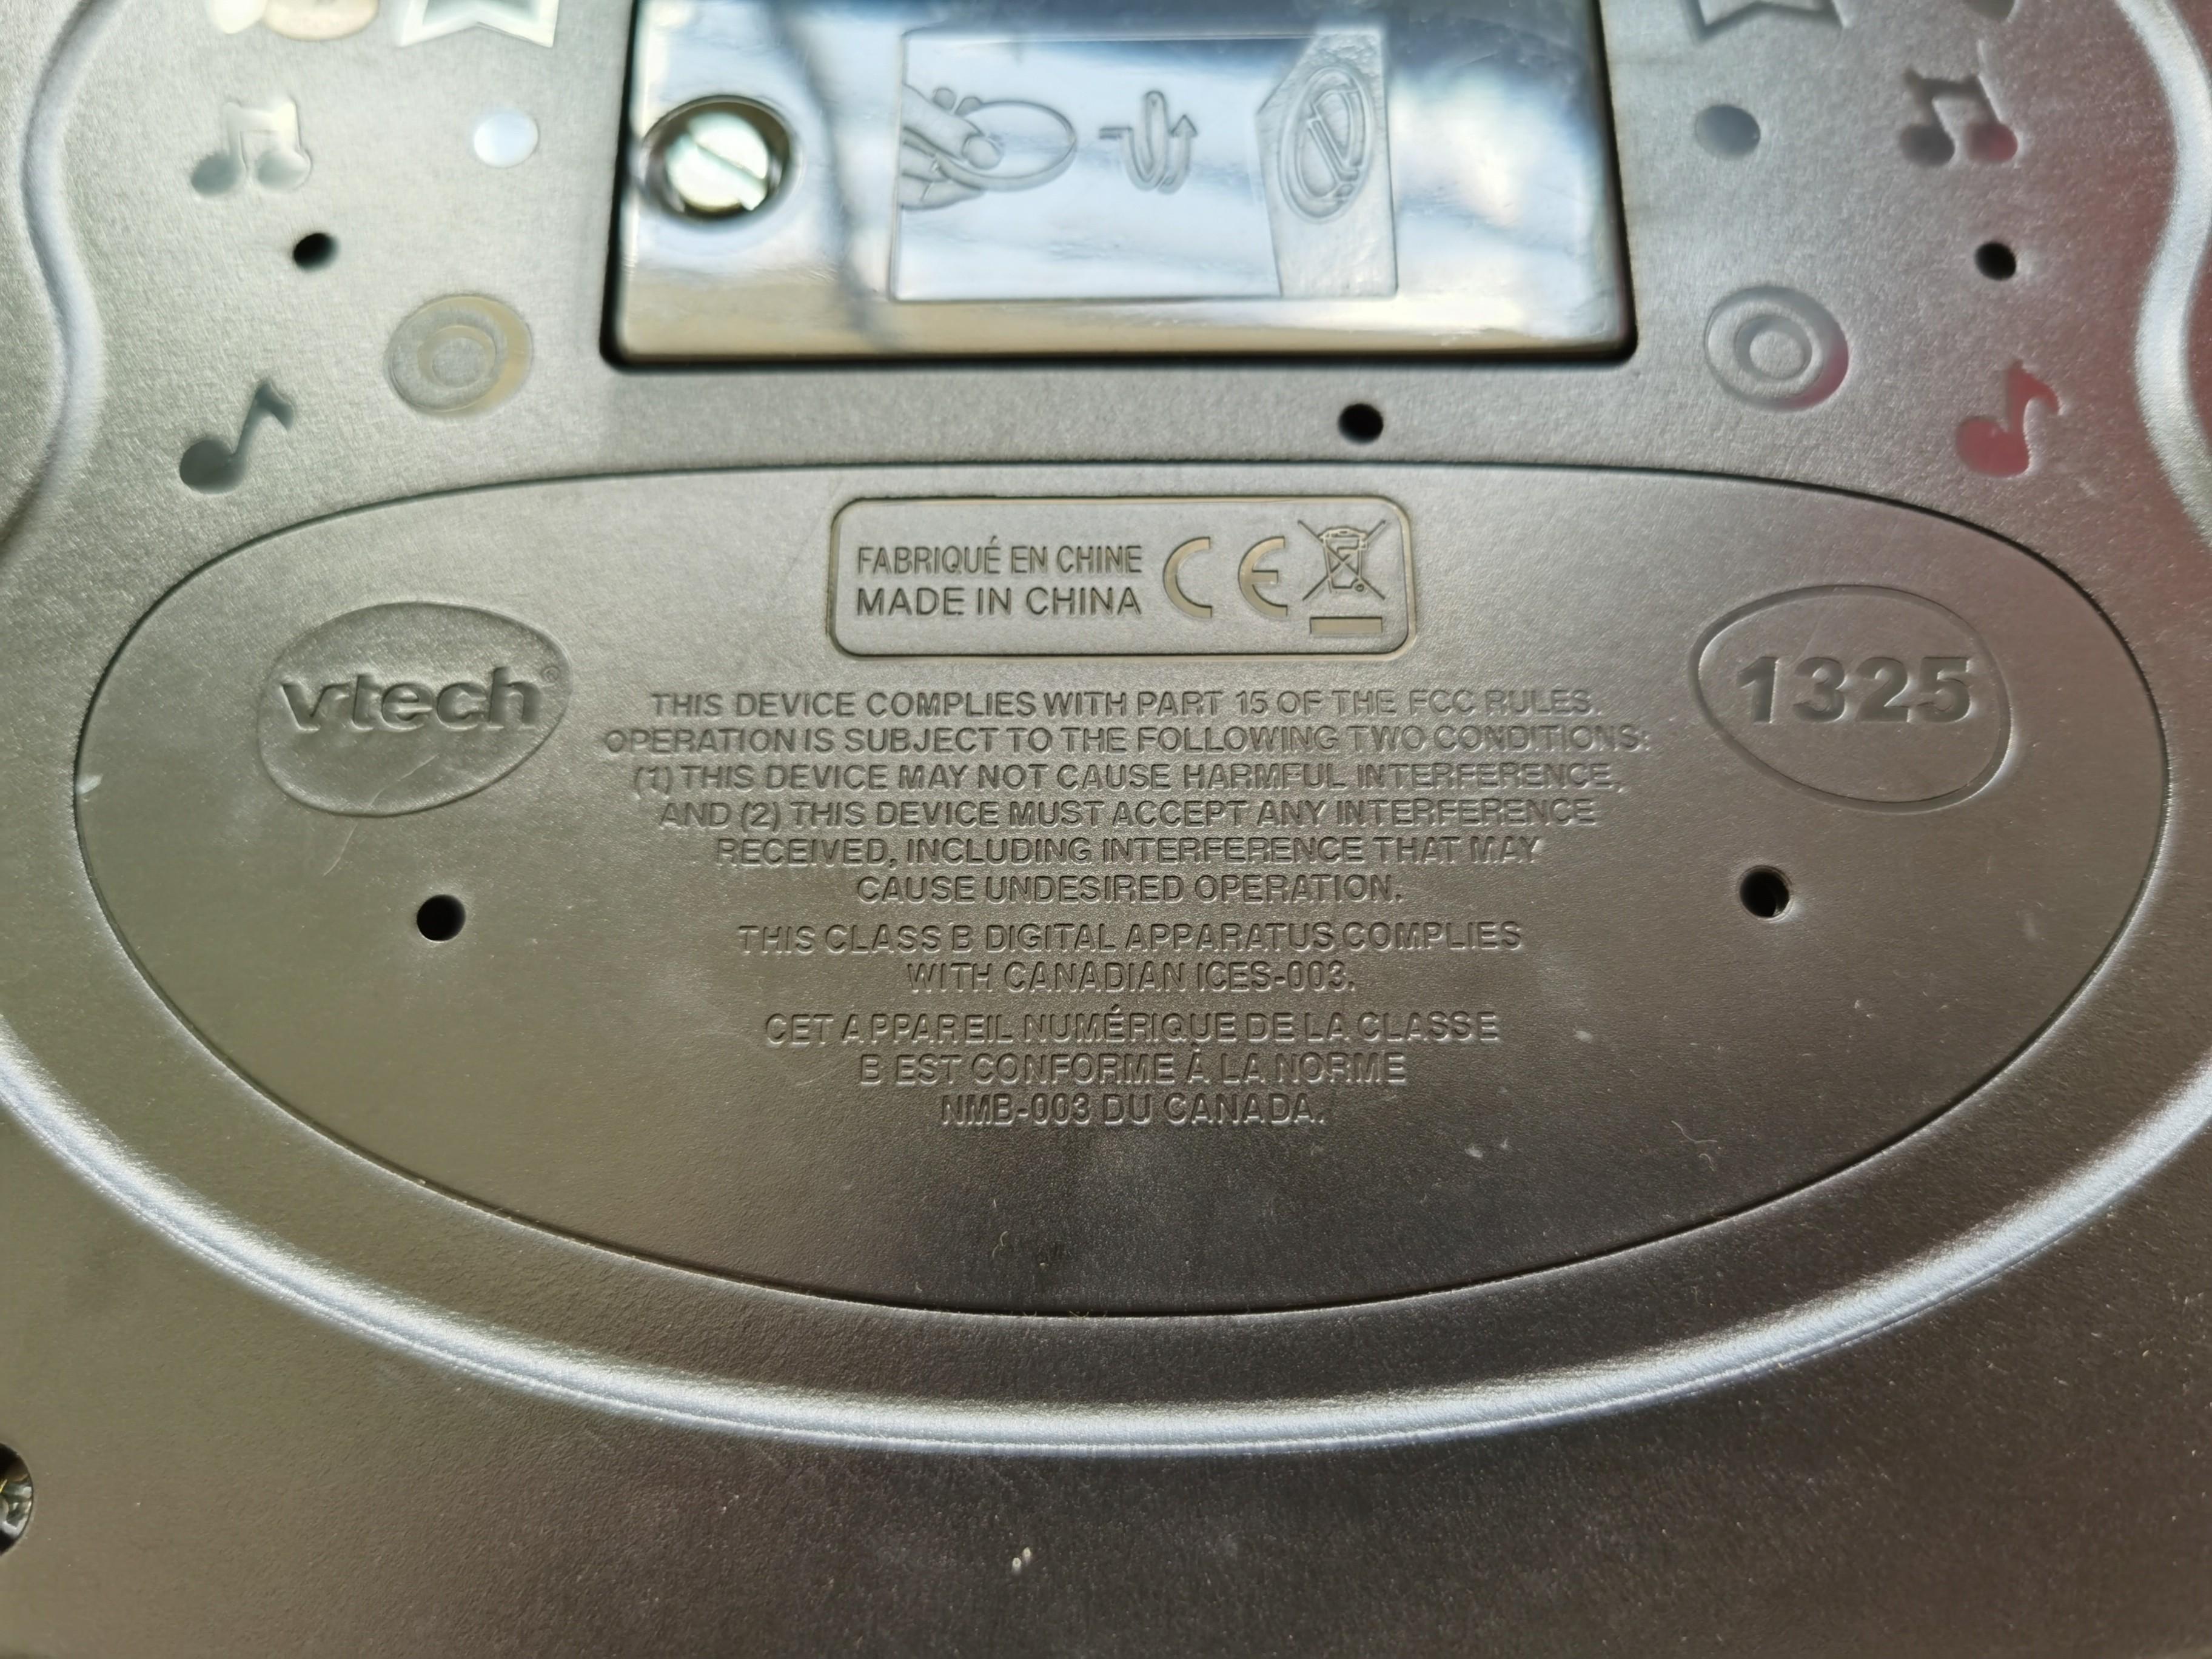 FABRIQUÉ EN CHINE
MADE IN CHINA
CE
vtech®
1325
THIS DEVICE COMPLIES WITH PART 15 OF THE FCC RULES.
OPERATION IS SUBJECT TO THE FOLLOWING TWO CONDITIONS:
(1) THIS DEVICE MAY NOT CAUSE HARMFUL INTERFERENCE,
AND (2) THIS DEVICE MUST ACCEPT ANY INTERFERENCE
RECEIVED, INCLUDING INTERFERENCE THAT MAY
CAUSE UNDESIRED OPERATION.
THIS CLASS B DIGITAL APPARATUS COMPLIES
WITH CANADIAN ICES-003.
CET APPAREIL NUMÉRIQUE DE LA CLASSE
B EST CONFORME À LA NORME
NMB-003 DU CANADA.